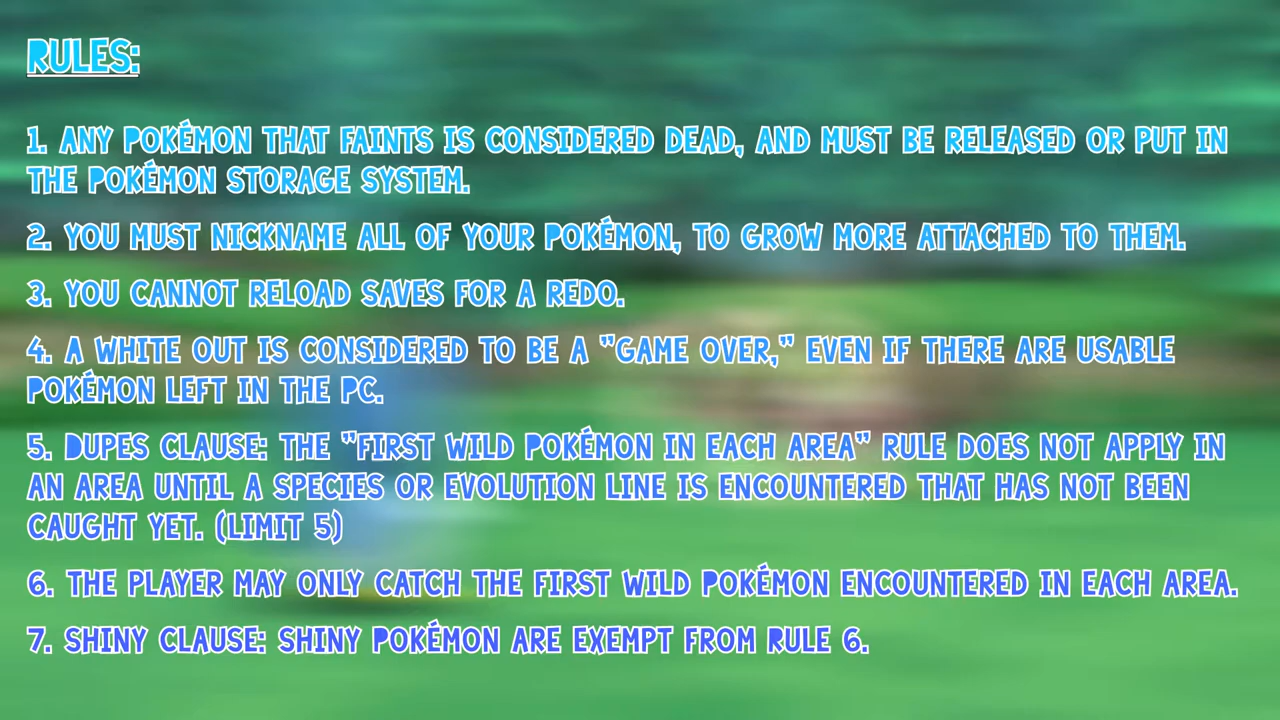 RULES:
1. ANY POKÉMON THAT FAINTS IS CONSIDERED DEAD, AND MUST BE RELEASED OR PUT IN
THE POKÉMON STORAGE SYSTEM.
2. YOU MUST NICKNAME ALL OF YOUR POKÉMON, TO GROW MORE ATTACHED TO THEM.
3. YOU CANNOT RELOAD SAVES FOR A REDO.
4. A WHITE OUT IS CONSIDERED TO BE A "GAME OVER," EVEN IF THERE ARE USABLE
POKÉMON LEFT IN THE PC.
5. DUPES CLAUSE: THE "FIRST WILD POKÉMON IN EACH AREA" RULE DOES NOT APPLY IN
AN AREA UNTIL A SPECIES OR EVOLUTION LINE IS ENCOUNTERED THAT HAS NOT BEEN
CAUGHT YET. (LIMIT 5)
6. THE PLAYER MAY ONLY CATCH THE FIRST WILD POKÉMON ENCOUNTERED IN EACH AREA.
7. SHINY CLAUSE: SHINY POKÉMON ARE EXEMPT FROM RULE 6.